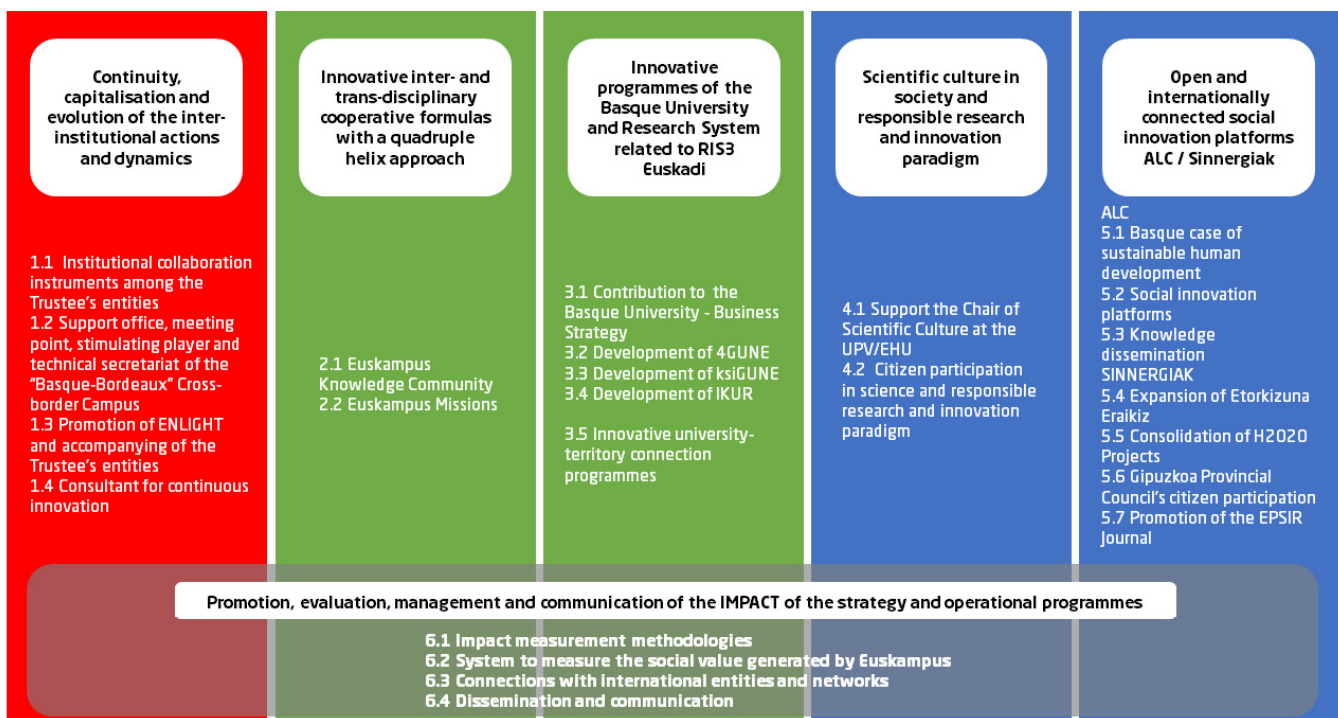 Continuity,
capitalisation and
evolution of the inter-
institutional actions
and dynamics
1.1 Institutional collaboration
instruments among the
Trustee's entities
1.2 Support office, meeting
point, stimulating player and
technical secretariat of the
"Basque-Bordeaux" Cross-
border Campus
1.3 Promotion of ENLIGHT
and accompanying of the
Trustee's entities
1.4 Consultant for continuous
innovation
Innovative inter- and
trans-disciplinary
cooperative formulas
with a quadruple
helix approach
2.1 Euskampus
Knowledge Community
2.2 Euskampus Missions
Innovative
programmes of the
Basque University
and Research System
related to RIS3
Euskadi
3.1 Contribution to the
Basque University - Business
Strategy
3.2 Development of 4GUNE
3.3 Development of ksiGUNE
3.4 Development of IKUR
3.5 Innovative university-
territory connection
programmes
Scientific culture in
society and
responsible research
and innovation
paradigm
4.1 Support the Chair of
Scientific Culture at the
UPV/EHU
4.2 Citizen participation
in science and responsible
research and innovation
paradigm
Open and
internationally
connected social
innovation platforms
ALC / Sinnergiak
ALC
5.1 Basque case of
sustainable human
development
5.2 Social innovation
platforms
5.3 Knowledge
dissemination
SINNERGIAK
5.4 Expansion of Etorkizuna
Eraikiz
5.5 Consolidation of H2020
Projects
5.6 Gipuzkoa Provincial
Council's citizen participation
5.7 Promotion of the EPSIR
Journal
Promotion, evaluation, management and communication of the IMPACT of the strategy and operational programmes
6.1 Impact measurement methodologies
6.2 System to measure the social value generated by Euskampus
6.3 Connections with international entities and networks
6.4 Dissemination and communication